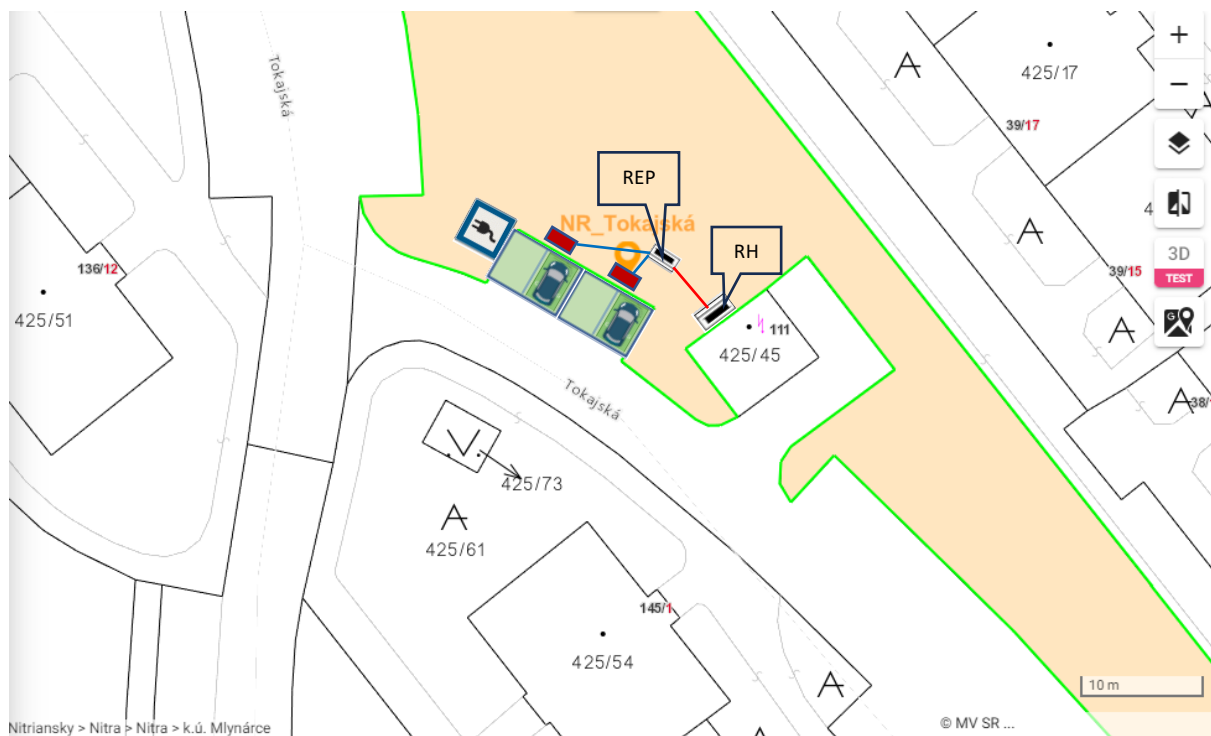 Tokajská
425/17
39/17
REP
4
NR_Tokajská
RH
3D
TEST
136/12
39/15
425/51
111
425/45
38/
Tokajská
425/73
425/61
145/1
425/54
10 m
Nitriansky > Nitra > Nitra > k.ú. Mlynárce
© MV SR ...